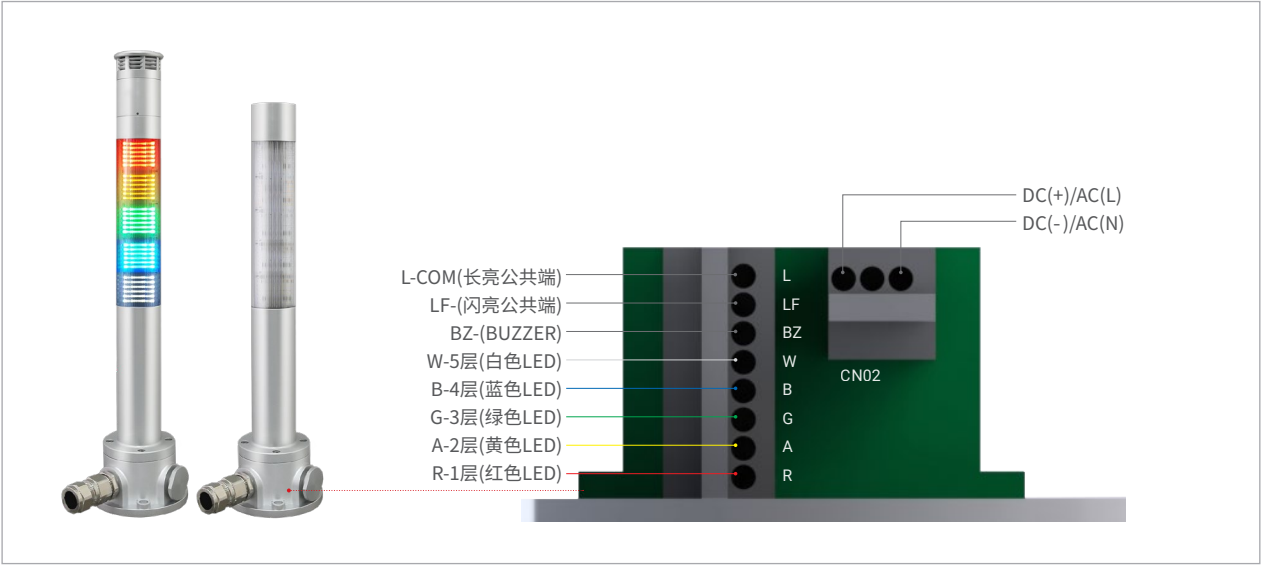 DC(+)/AC(L)
DC(-)/AC(N)
L-COM(长亮公共端)
LF-(闪亮公共端)
BZ-(BUZZER)
W-5层(白色LED)
B-4层(蓝色LED)
G-3层(绿色LED)
A-2层(黄色LED)
R-1层(红色LED)
L
LF
BZ
W
B
G
A
R
CN02